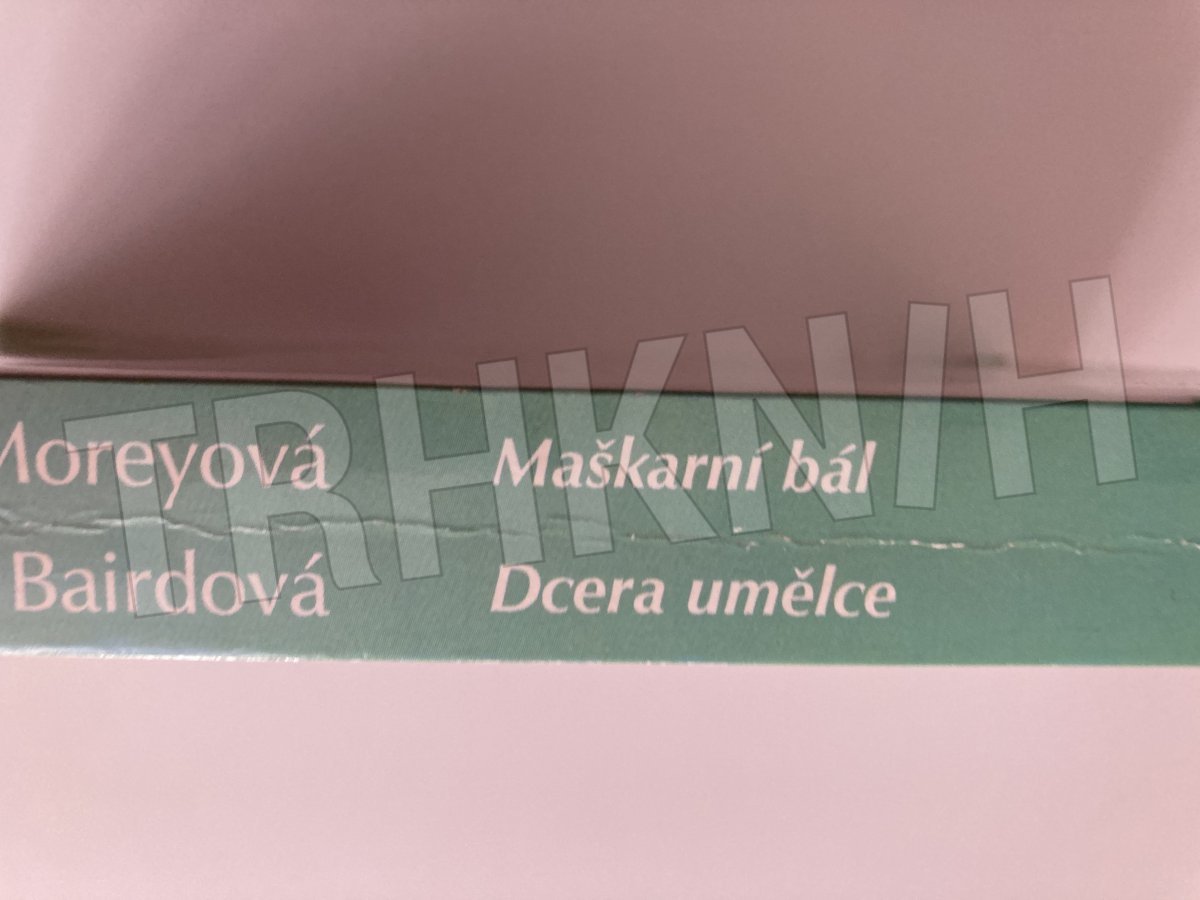 Moreyová Maškarní bál
Bairdová Dcera umělce
TRHKNIH